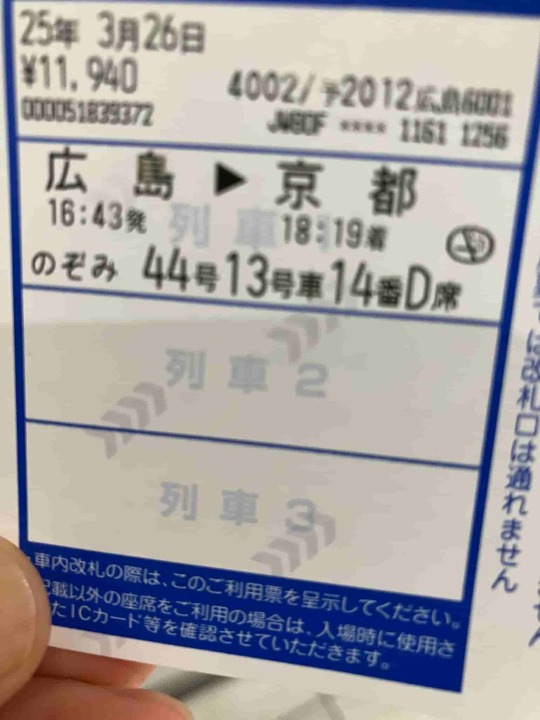 25年 3月26日
¥11,940
4002/予2012広島6001
000051839372
JW80F **** 1161 1256
広 島 ▶ 京 都
16:43発 18:19着
列車1
のぞみ 44号13号車14番D席
列車2
列車3
車内改札の際は、このご利用票を呈示してください。
記載以外の座席をご利用の場合は、入場時に使用さ
たICカード等を確認させていただきます。
は改札口は通れません